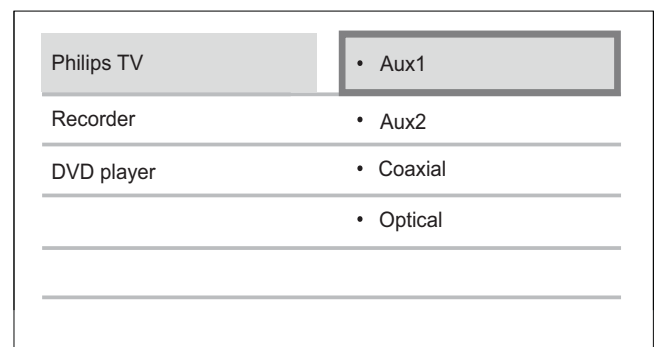 Philips TV • Aux1
Recorder • Aux2
DVD player • Coaxial
• Optical